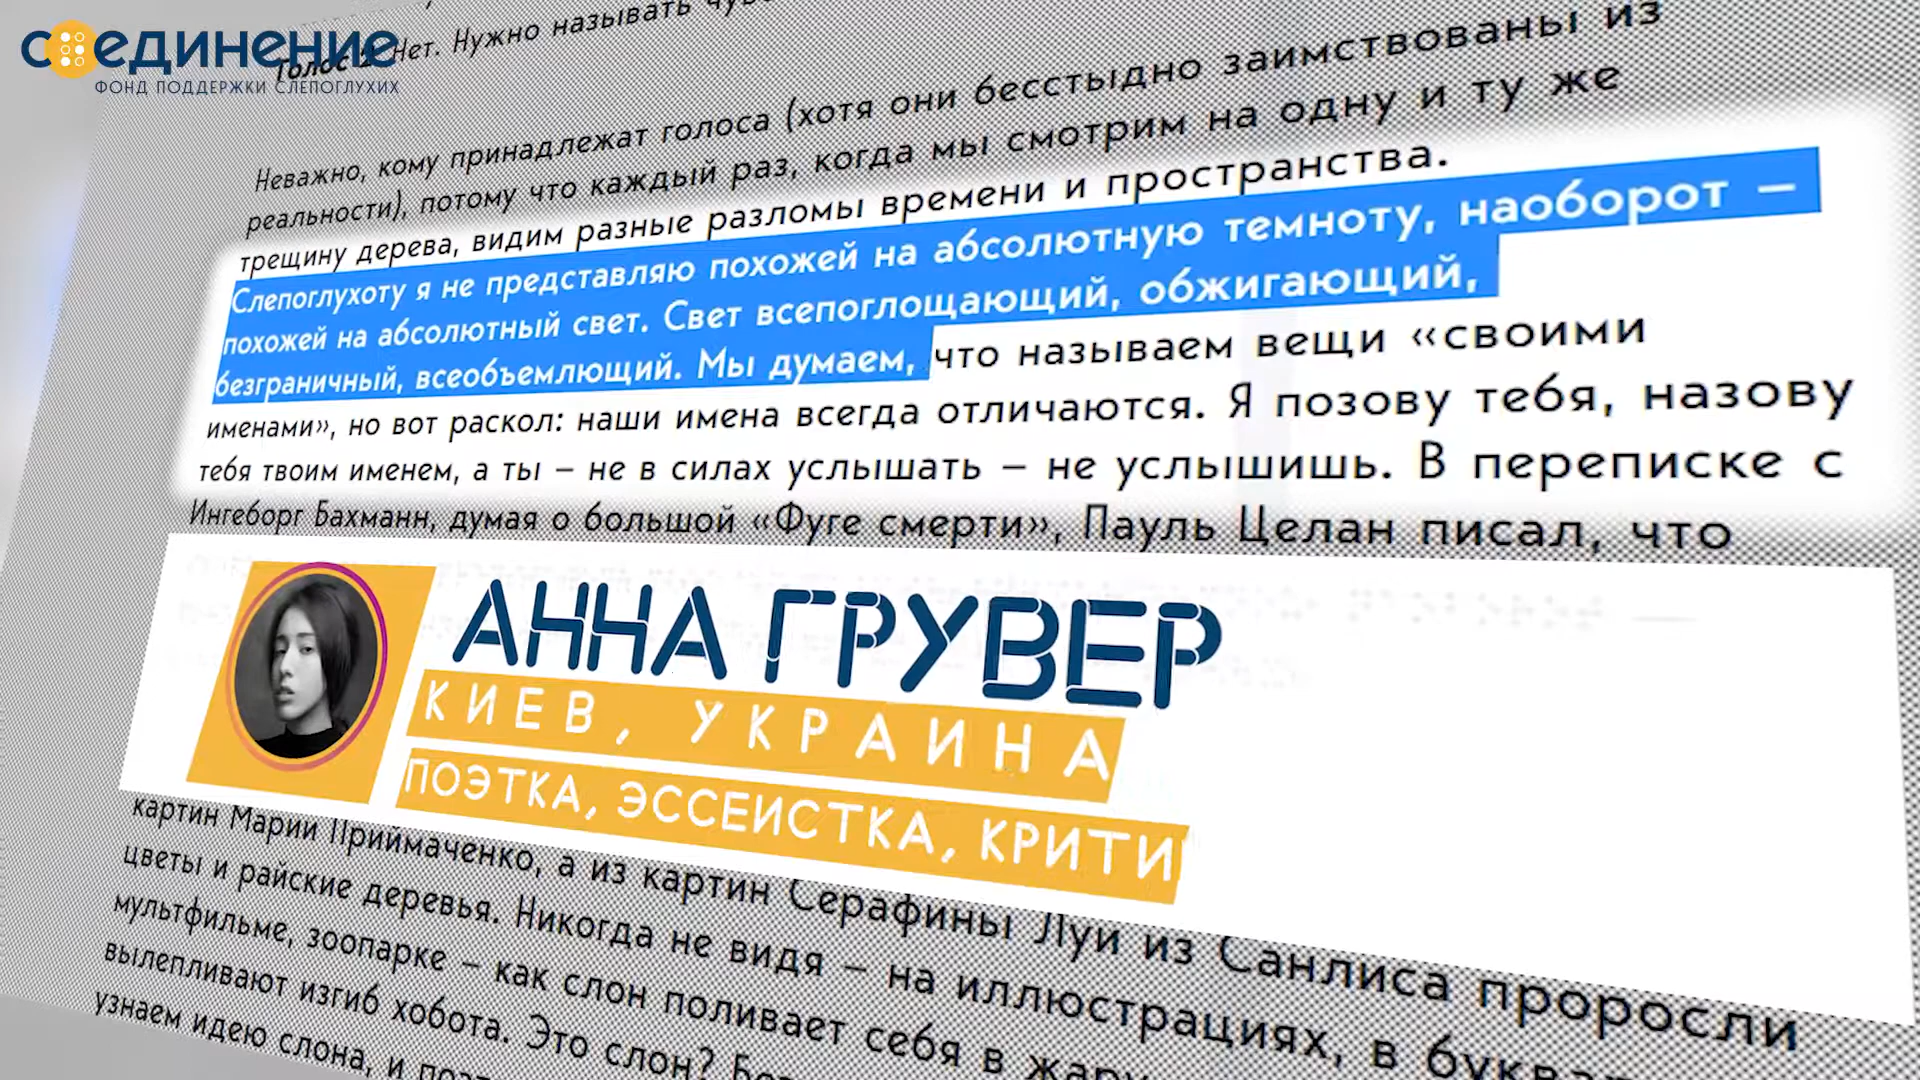 соединение
ФОНД ПОДДЕРЖКИ СЛЕПОГЛУХИХ
Голос 2: Нет. Нужно называть
Неважно, кому принадлежат голоса (хотя они бесстыдно заимствованы из
реальности), потому что каждый раз, когда мы смотрим на одну и ту же
трещину дерева, видим разные разломы времени и пространства.
Слепоглухоту я не представляю похожей на абсолютную темноту, наоборот –
похожей на абсолютный свет. Свет всепоглощающий, обжигающий,
безграничный, всеобъемлющий. Мы думаем, что называем вещи «своими
именами», но вот раскол: наши имена всегда отличаются. Я позову тебя, назову
тебя твоим именем, а ты – не в силах услышать – не услышишь. В переписке с
Ингеборг Бахманн, думая о большой «Фуге смерти», Пауль Целан писал, что
АННА ГРУВЕР
КИЕВ, УКРАИНА
ПОЭТКА, ЭССЕИСТКА, КРИТИ
картин Марии Приймаченко, а из картин Серафины Луи из Санлиса проросли
цветы и райские деревья. Никогда не видя – на иллюстрациях, в
мультфильме, зоопарке – как слон поливает себя в
вылепливают изгиб хобота. Это слон?
узнаем идею слона, и